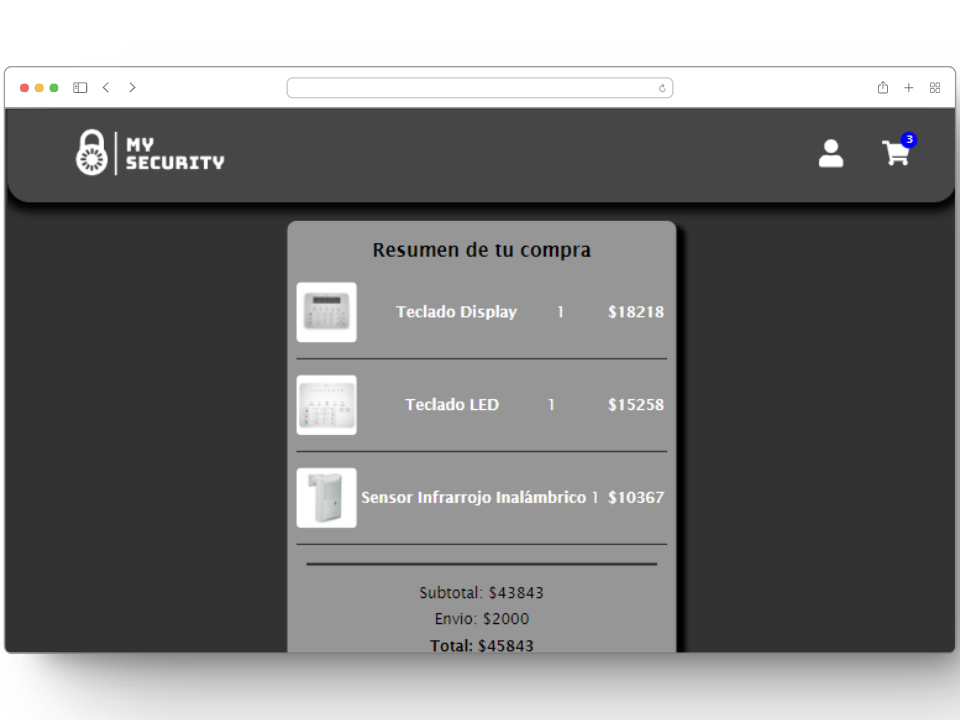 MY
SECURITY
3
Resumen de tu compra
Teclado Display 1 $18218
Teclado LED 1 $15258
Sensor Infrarrojo Inalámbrico 1 $10367
Subtotal: $43843
Envio: $2000
Total: $45843